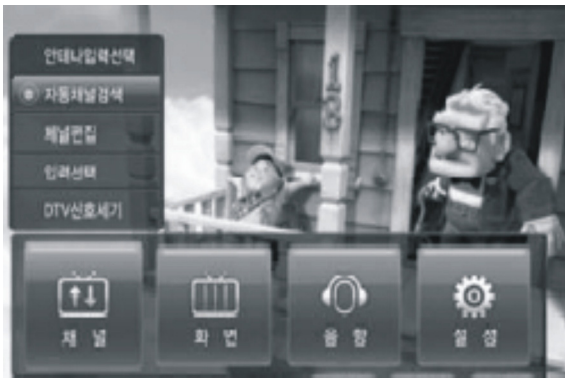 안테나입력선택
자동채널검색
채널편집
입력선택
DTV신호세기
채 널
화 면
음 향
설 정